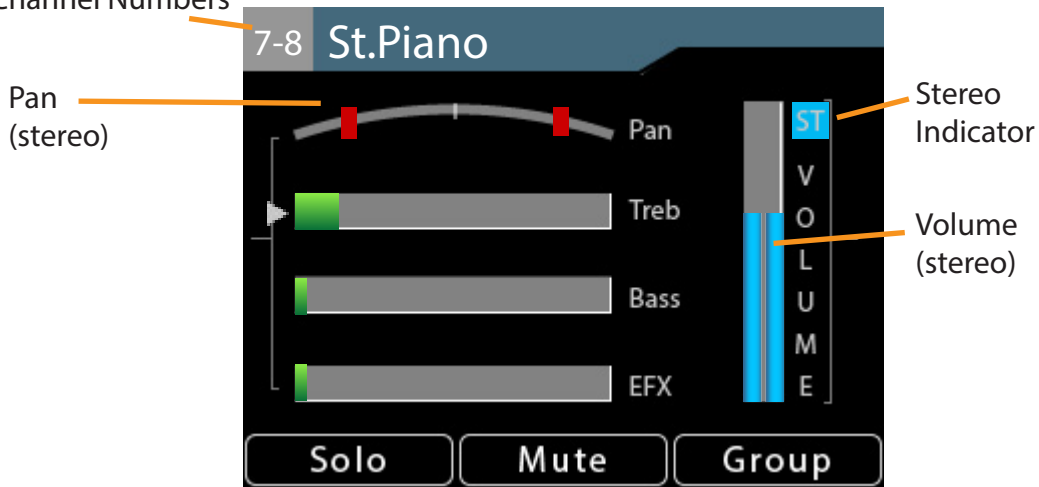 Channel Numbers
7-8 St.Piano
Pan
(stereo)
Pan
Treb
Bass
EFX
ST
V
O
L
U
M
E
Stereo
Indicator
Volume
(stereo)
Solo
Mute
Group